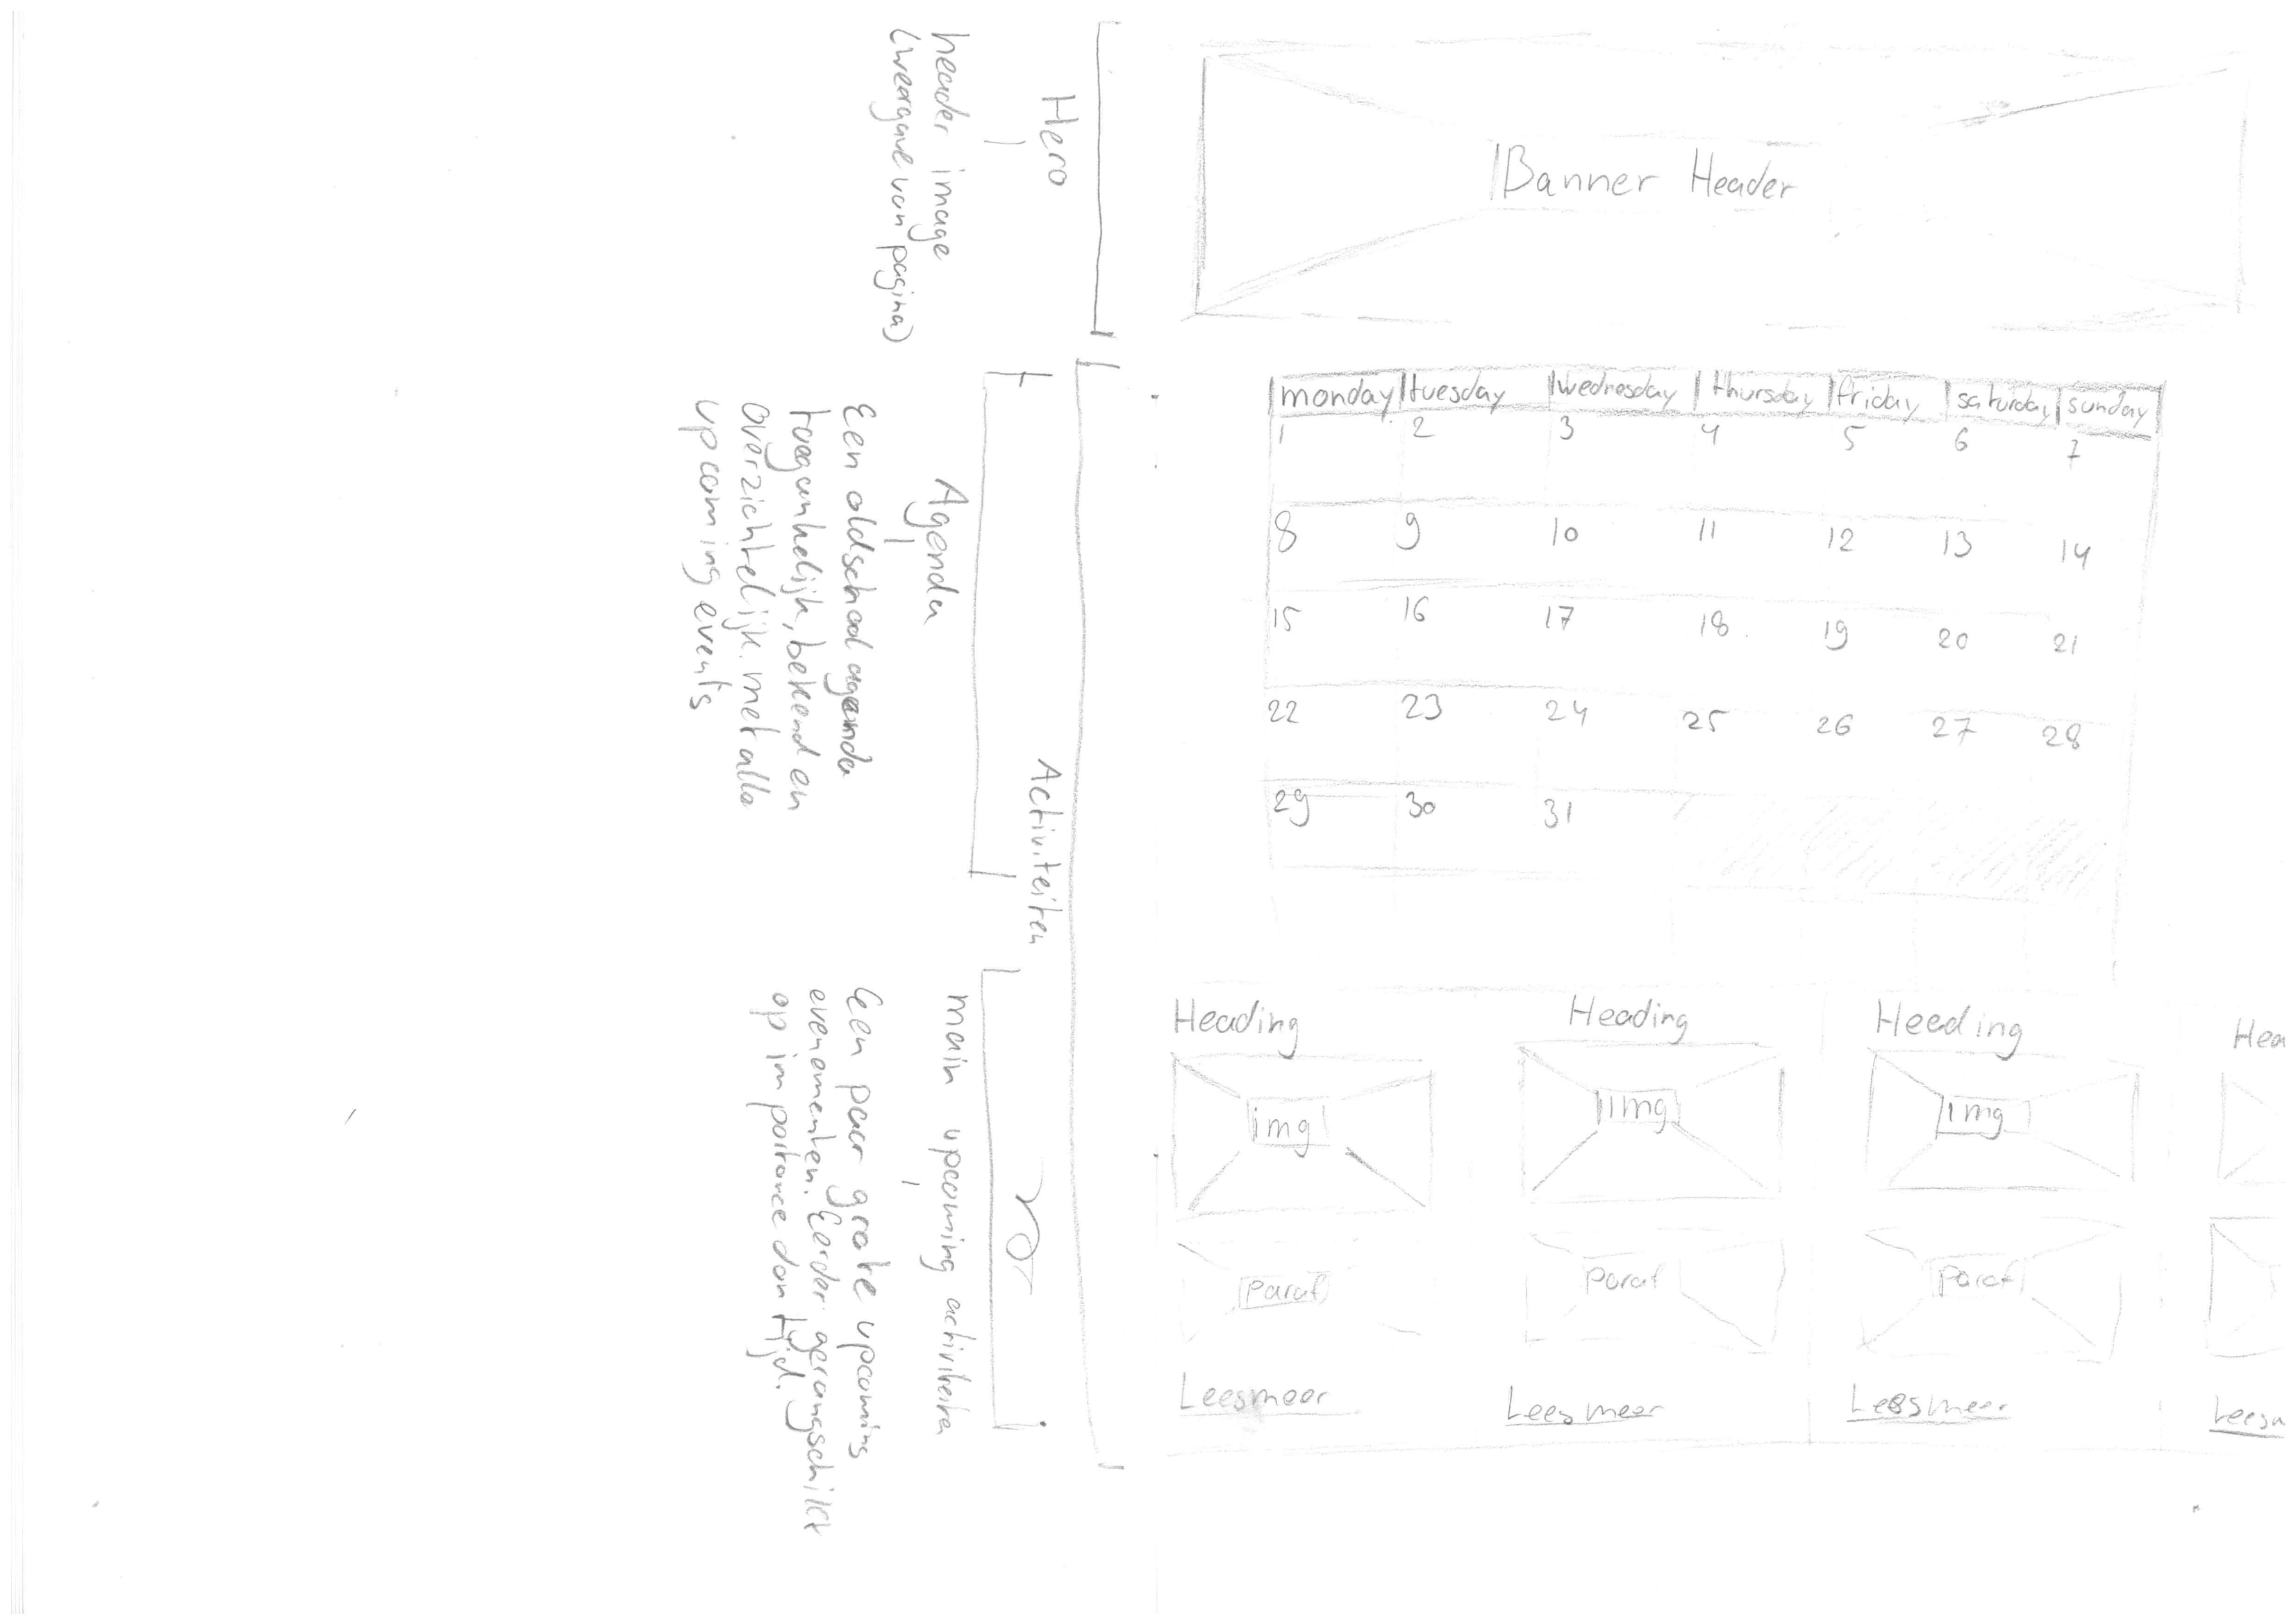 Banner Header
monday tuesday wednesday thursday friday saturday sunday
1 2 3 4 5 6 7
8 9 10 11 12 13 14
15 16 17 18 19 20 21
22 23 24 25 26 27 28
29 30 31
Heading Heading Heeding Hea
img img img
paraf paraf paraf
Leesmeer Lees meer Leesmeer Leesm
Hero
header image
(weergave van pagina)
Activiteiten
Agenda
Een oldschool agenda
toegankelijk, bekend en
overzichtelijk. met alle
upcoming events
main upcoming activiteiten
Een paar grote upcoming
evenementen. Eerder gerangschikt
op importance dan tijd.